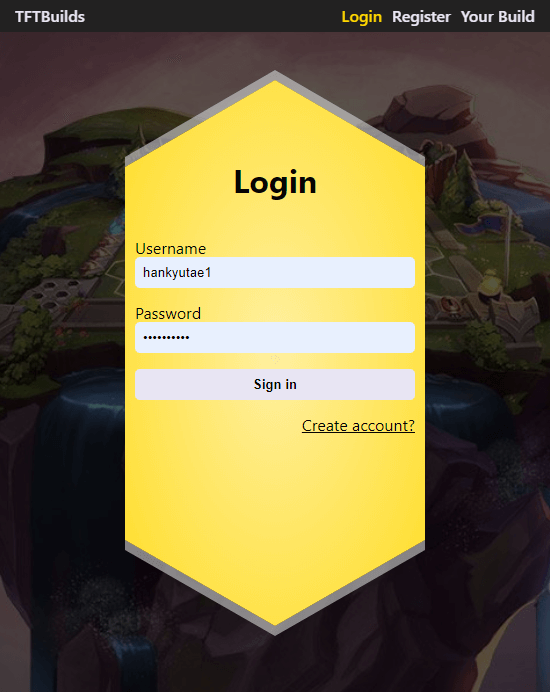 TFTBuilds Login Register Your Build
Login
Username
hankyutae1
Password
••••••••••
Sign in
Create account?